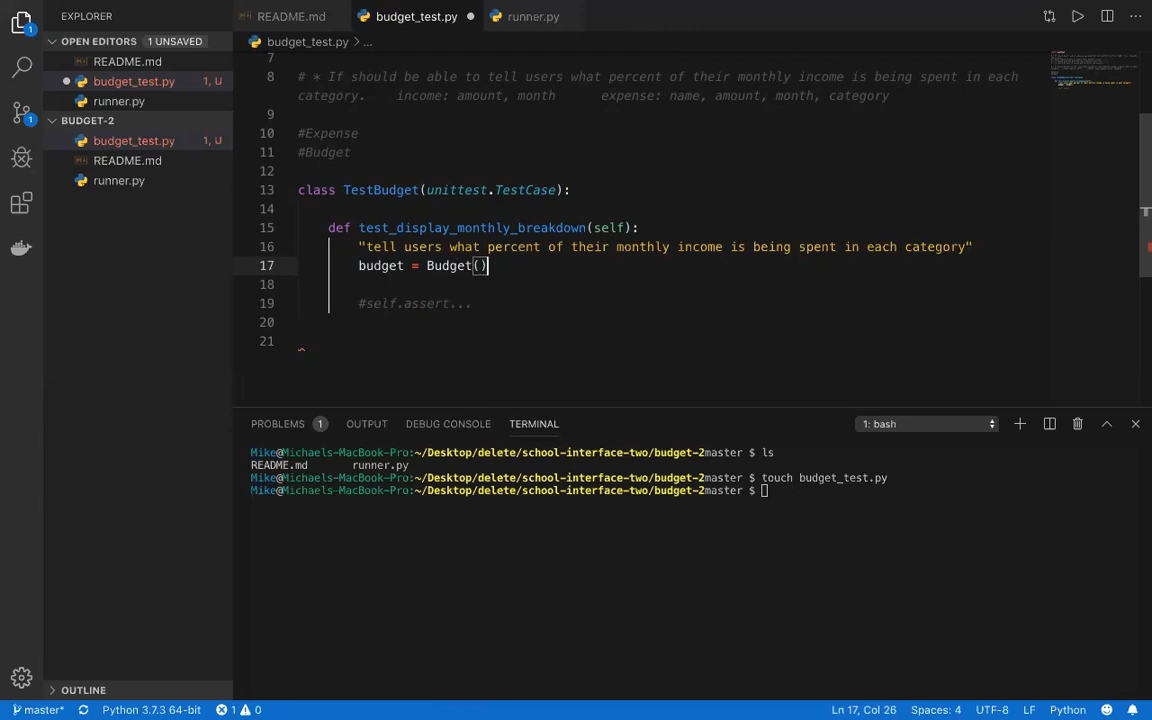 EXPLORER
README.md
budget_test.py
runner.py
OPEN EDITORS 1 UNSAVED
README.md
budget_test.py 1, U
runner.py
BUDGET-2
budget_test.py 1, U
README.md
runner.py
OUTLINE
budget_test.py > ...
7
8 # * If should be able to tell users what percent of their monthly income is being spent in each
category. income: amount, month expense: name, amount, month, category
9
10 #Expense
11 #Budget
12
13 class TestBudget(unittest.TestCase):
14
15 def test_display_monthly_breakdown(self):
16 "tell users what percent of their monthly income is being spent in each category"
17 budget = Budget()
18
19 #self.assert...
20
21
PROBLEMS 1 OUTPUT DEBUG CONSOLE TERMINAL 1: bash
Mike@Michaels-MacBook-Pro:~/Desktop/delete/school-interface-two/budget-2master $ ls
README.md runner.py
Mike@Michaels-MacBook-Pro:~/Desktop/delete/school-interface-two/budget-2master $ touch budget_test.py
Mike@Michaels-MacBook-Pro:~/Desktop/delete/school-interface-two/budget-2master $
1
1
master* Python 3.7.3 64-bit 1 0 Ln 17, Col 26 Spaces: 4 UTF-8 LF Python